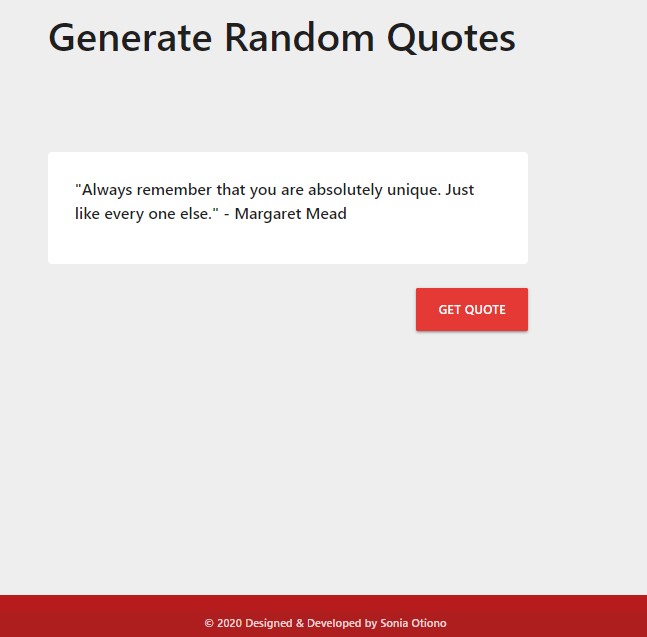 Generate Random Quotes
"Always remember that you are absolutely unique. Just
like every one else." - Margaret Mead
GET QUOTE
© 2020 Designed & Developed by Sonia Otiono